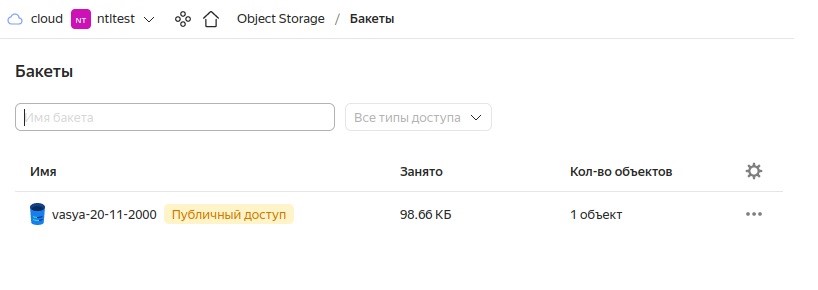 cloud NT ntltest Object Storage / Бакеты
Бакеты
Имя бакета Все типы доступа
Имя Занято Кол-во объектов
vasya-20-11-2000 Публичный доступ 98.66 КБ 1 объект